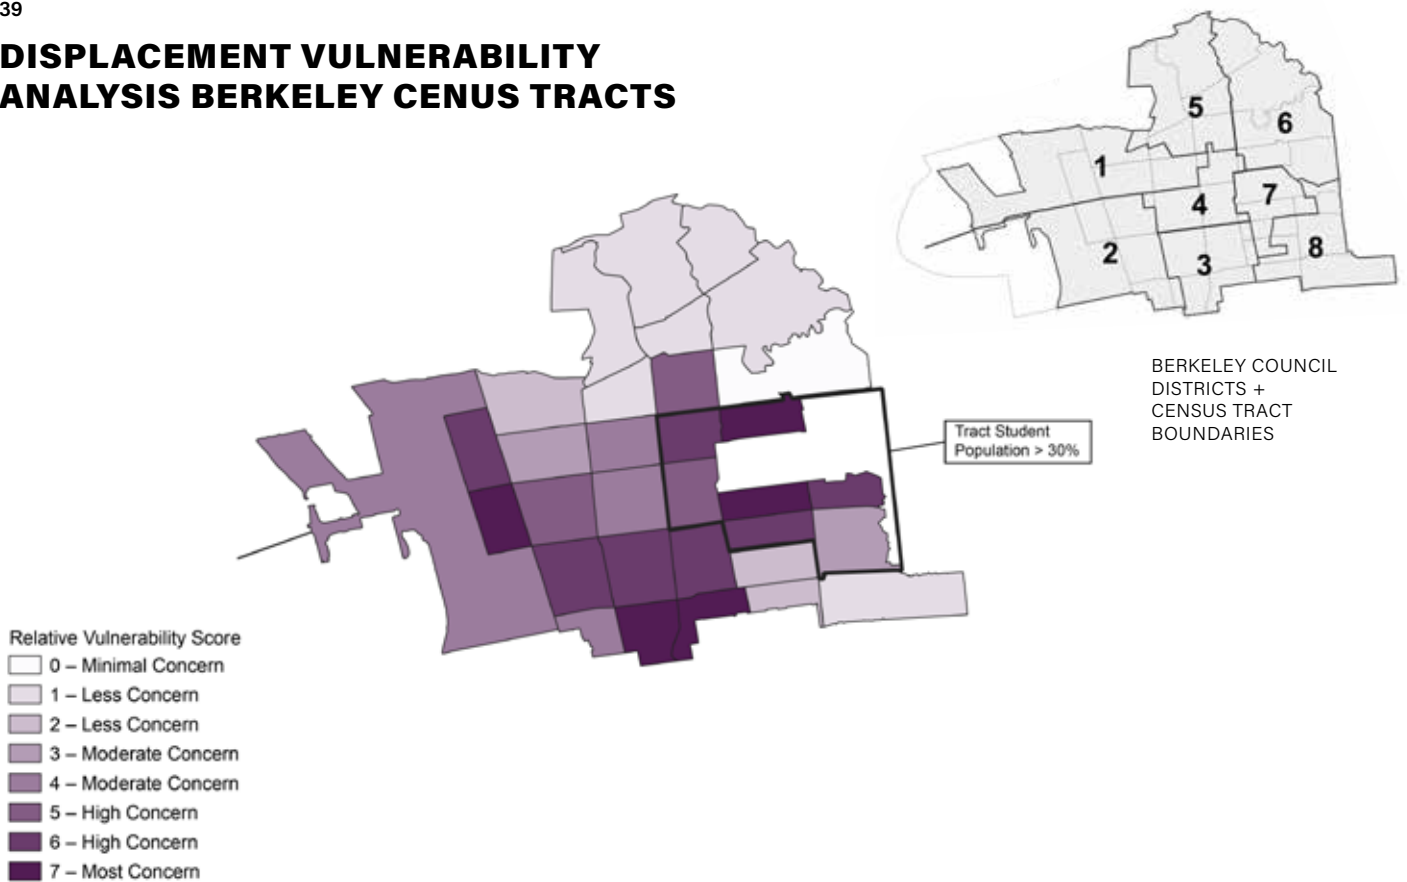 39
DISPLACEMENT VULNERABILITY
ANALYSIS BERKELEY CENUS TRACTS
5
6
1
7
4
2
8
3
BERKELEY COUNCIL
DISTRICTS +
CENSUS TRACT
BOUNDARIES
Tract Student
Population > 30%
Relative Vulnerability Score
0 – Minimal Concern
1 – Less Concern
2 – Less Concern
3 – Moderate Concern
4 – Moderate Concern
5 – High Concern
6 – High Concern
7 – Most Concern